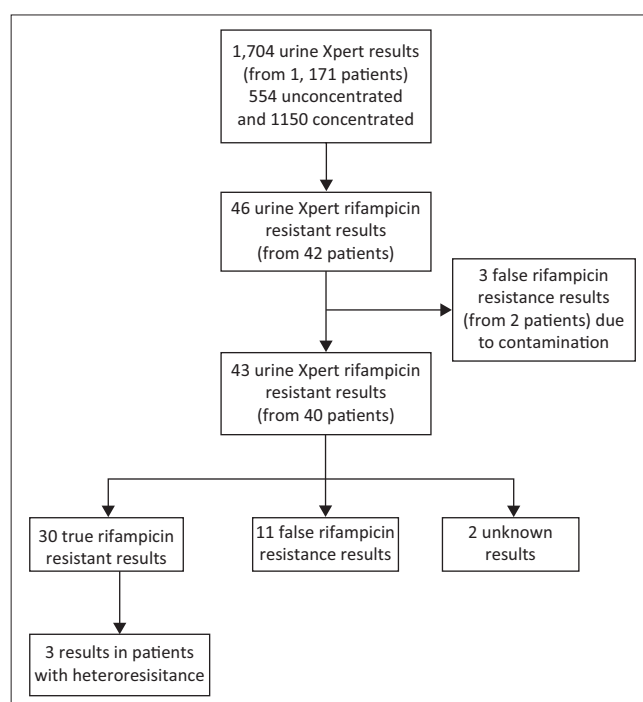 1,704 urine Xpert results
(from 1, 171 patients)
554 unconcentrated
and 1150 concentrated
46 urine Xpert rifampicin
resistant results
(from 42 patients)
3 false rifampicin
resistance results
(from 2 patients) due
to contamination
43 urine Xpert rifampicin
resistant results
(from 40 patients)
30 true rifampicin
resistant results
11 false rifampicin
resistance results
2 unknown
results
3 results in patients
with heteroresisitance